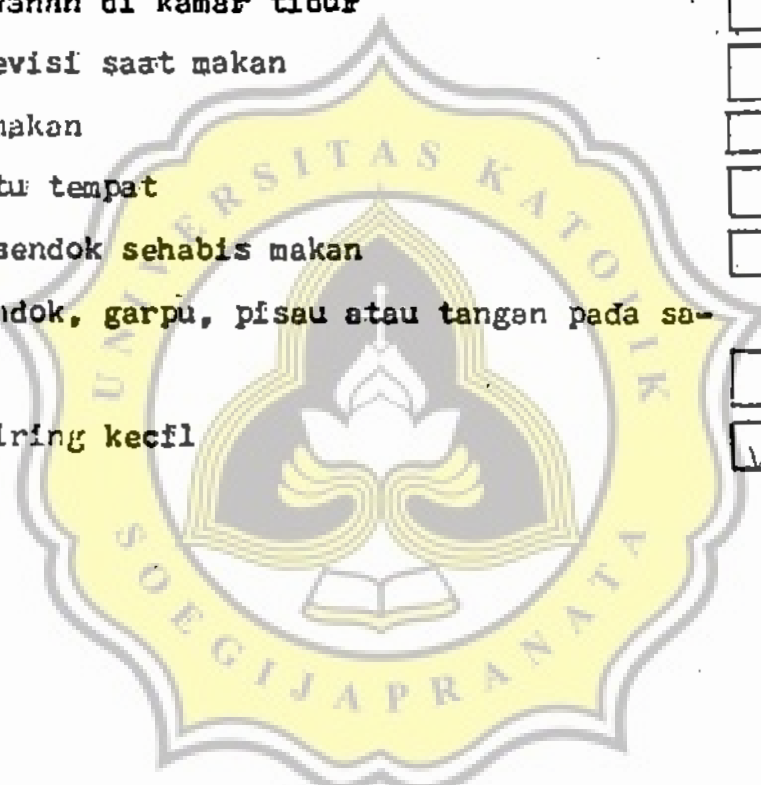 di kamar tidur
evisi saat makan
makan
tu tempat
sendok sehabis makan
ndok, garpu, pisau atau tangan pada sa-
iring kecil
UNIVERSITAS KATOLIK
SOEGIJAPRANATA